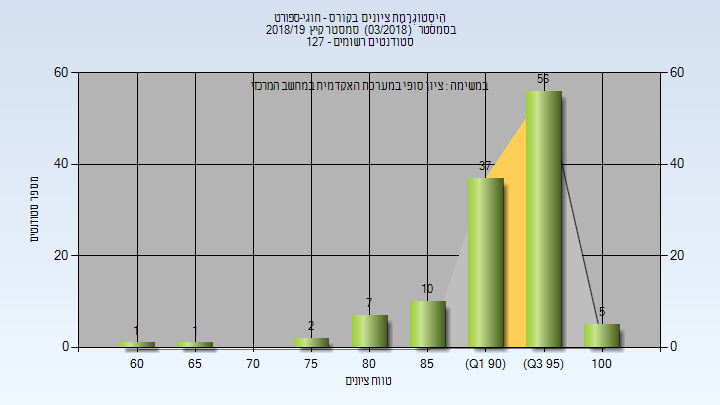 היסטוגרמת ציונים בקורס - חוגי-ספורט
בסמסטר (03/2018) סמסטר קיץ 2018/19
סטודנטים רשומים - 127
במשימה : ציון סופי במערכת האקדמית במחשב המרכזי
60 60
40 40
20 20
0 0
מספר סטודנטים
1 1 2 7 10 37 56 5
60 65 70 75 80 85 (Q1 90) (Q3 95) 100
טווח ציונים